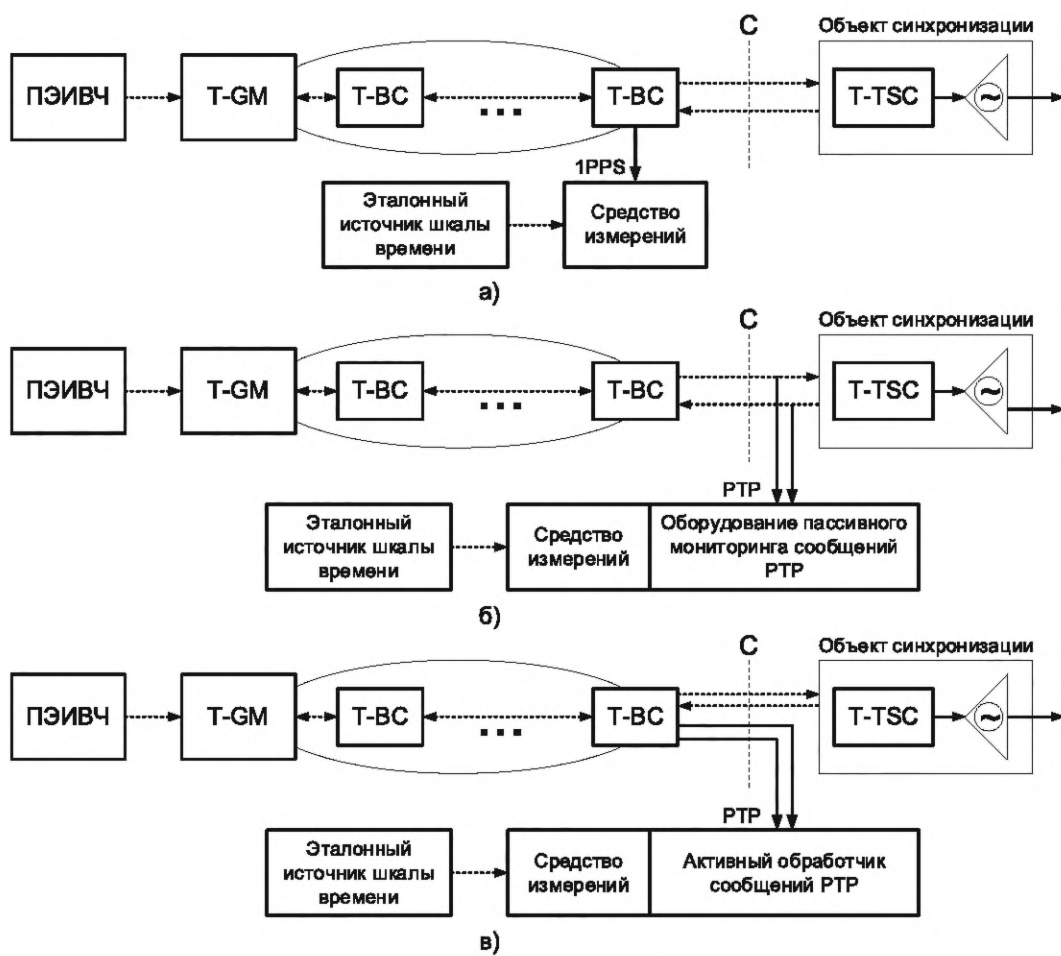 С
Объект синхронизации
ПЭИВЧ
T-GM
T-BC
...
T-BC
T-TSC
~
1PPS
Эталонный
источник шкалы
времени
Средство
измерений
а)
С
Объект синхронизации
ПЭИВЧ
T-GM
T-BC
...
T-BC
T-TSC
~
PTP
Эталонный
источник шкалы
времени
Средство
измерений
Оборудование пассивного
мониторинга сообщений
PTP
б)
С
Объект синхронизации
ПЭИВЧ
T-GM
T-BC
...
T-BC
T-TSC
~
PTP
Эталонный
источник шкалы
времени
Средство
измерений
Активный обработчик
сообщений PTP
в)